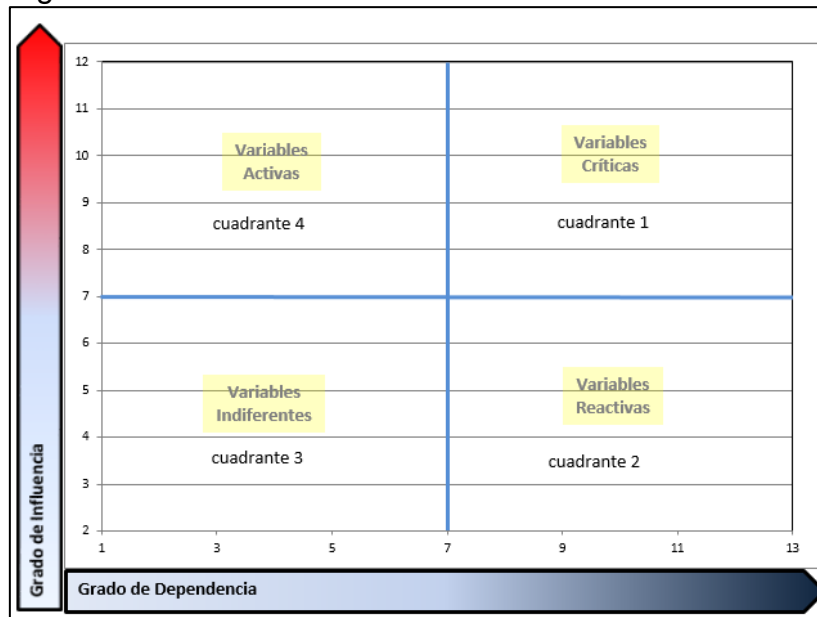 12
11
10
9
8
7
6
5
4
3
2
Variables
Activas
cuadrante 4
Variables
Críticas
cuadrante 1
Variables
Indiferentes
cuadrante 3
Variables
Reactivas
cuadrante 2
1 3 5 7 9 11 13
Grado de Influencia
Grado de Dependencia